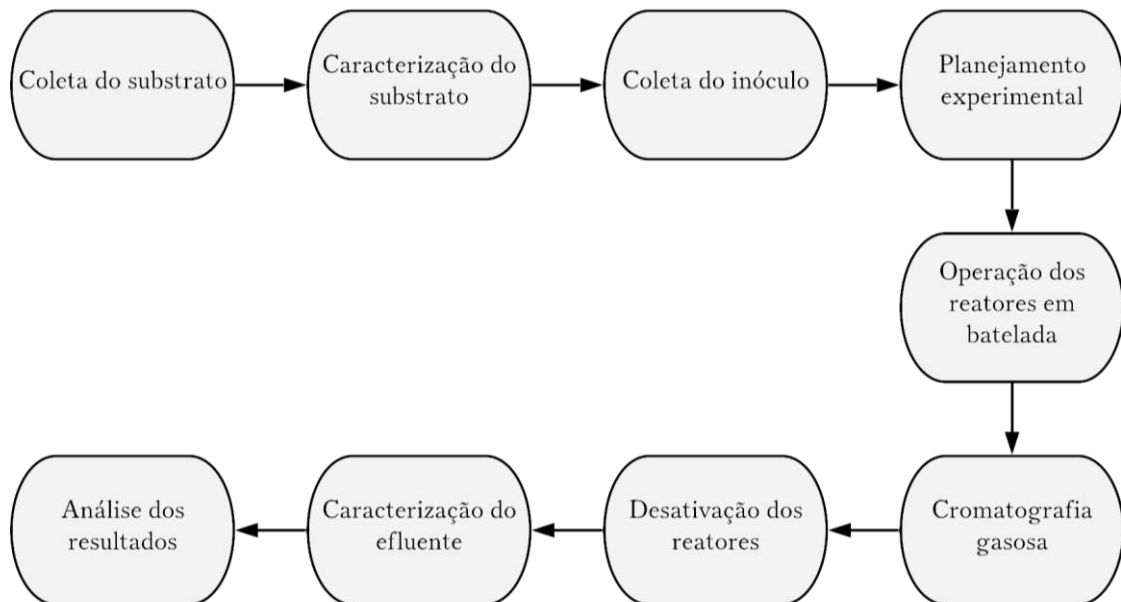 Coleta do substrato
Caracterização do
substrato
Coleta do inóculo
Planejamento
experimental
Operação dos
reatores em
batelada
Cromatografia
gasosa
Desativação dos
reatores
Caracterização do
efluente
Análise dos
resultados